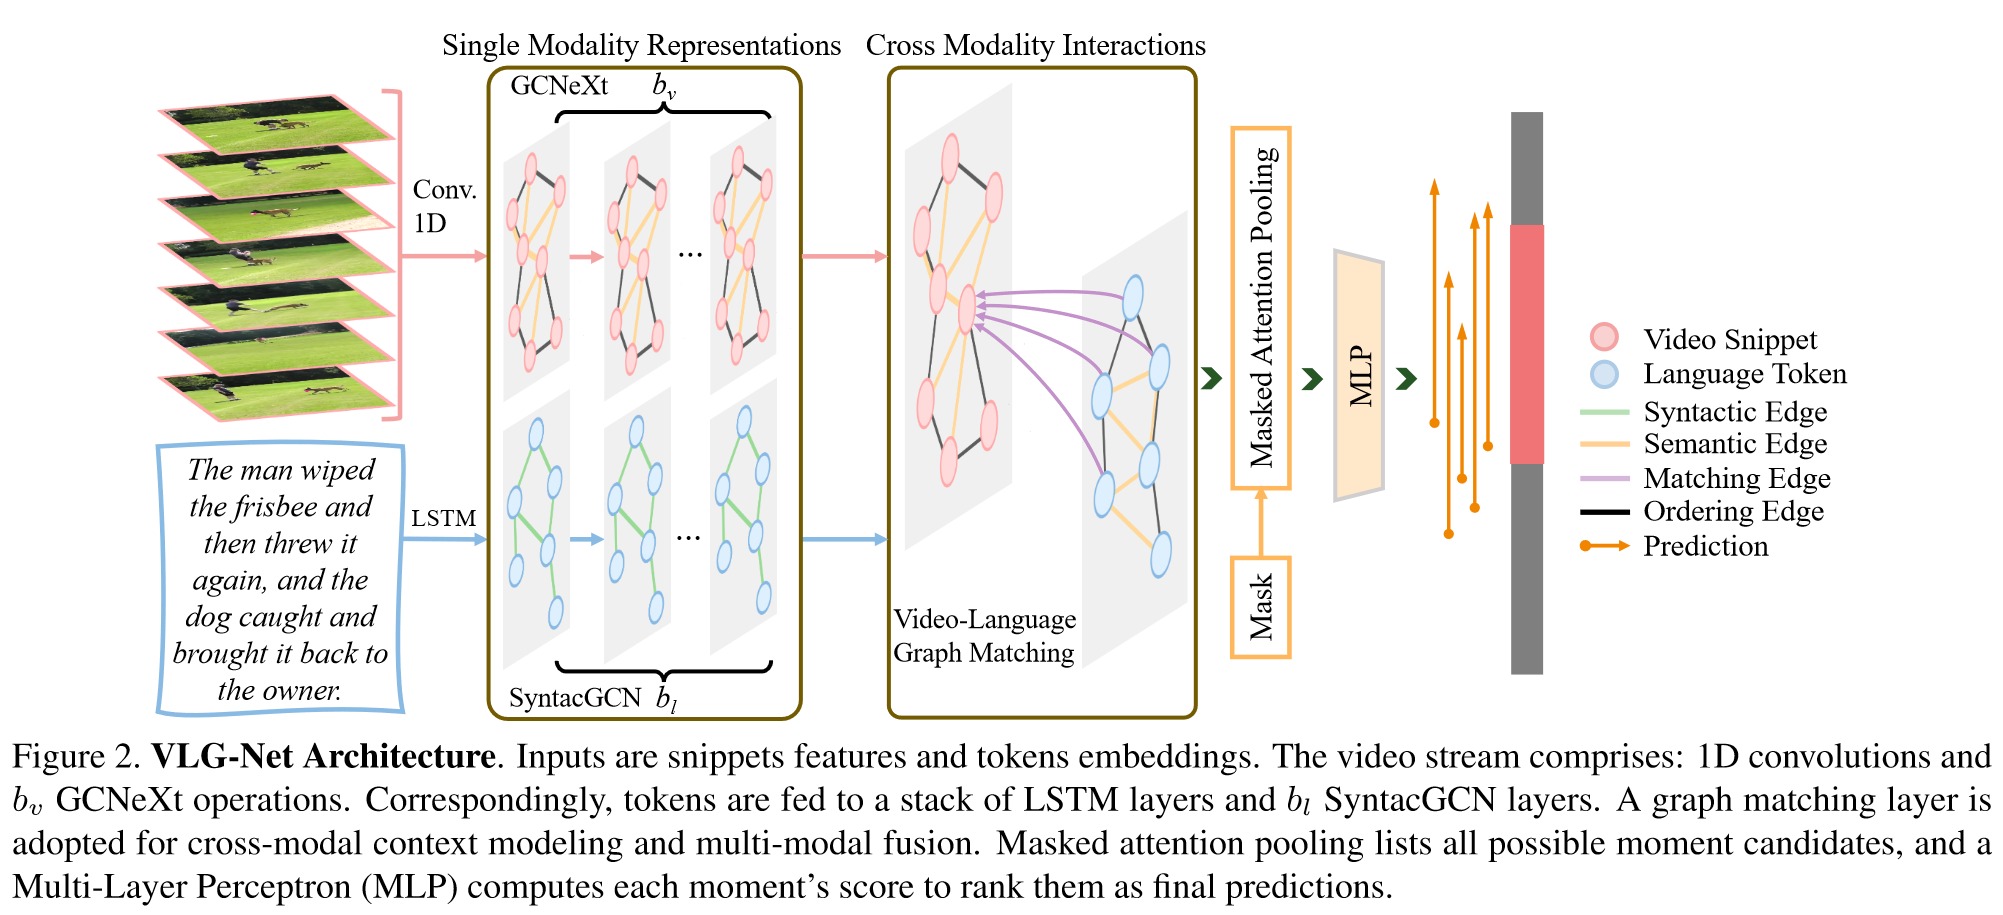 Single Modality Representations
Cross Modality Interactions
GCNeXt
b_v
Conv.
1D
...
The man wiped
the frisbee and
then threw it
again, and the
dog caught and
brought it back to
the owner.
LSTM
...
SyntacGCN b_l
Video-Language
Graph Matching
Masked Attention Pooling
Mask
MLP
Video Snippet
Language Token
Syntactic Edge
Semantic Edge
Matching Edge
Ordering Edge
Prediction
Figure 2. VLG-Net Architecture. Inputs are snippets features and tokens embeddings. The video stream comprises: 1D convolutions and
b_v GCNeXt operations. Correspondingly, tokens are fed to a stack of LSTM layers and b_l SyntacGCN layers. A graph matching layer is
adopted for cross-modal context modeling and multi-modal fusion. Masked attention pooling lists all possible moment candidates, and a
Multi-Layer Perceptron (MLP) computes each moment's score to rank them as final predictions.